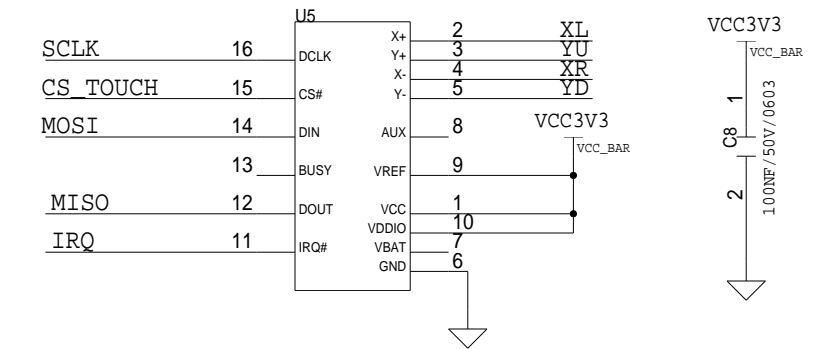 U5
SCLK 16 DCLK X+ 2 XL
Y+ 3 YU
CS_TOUCH 15 CS# X- 4 XR
Y- 5 YD
MOSI 14 DIN AUX 8
VCC3V3
VCC_BAR
13 BUSY VREF 9
MISO 12 DOUT VCC 1
VDDIO 10
IRQ 11 IRQ# VBAT 7
GND 6
VCC3V3
VCC_BAR
1
C8
100NF/50V/0603
2